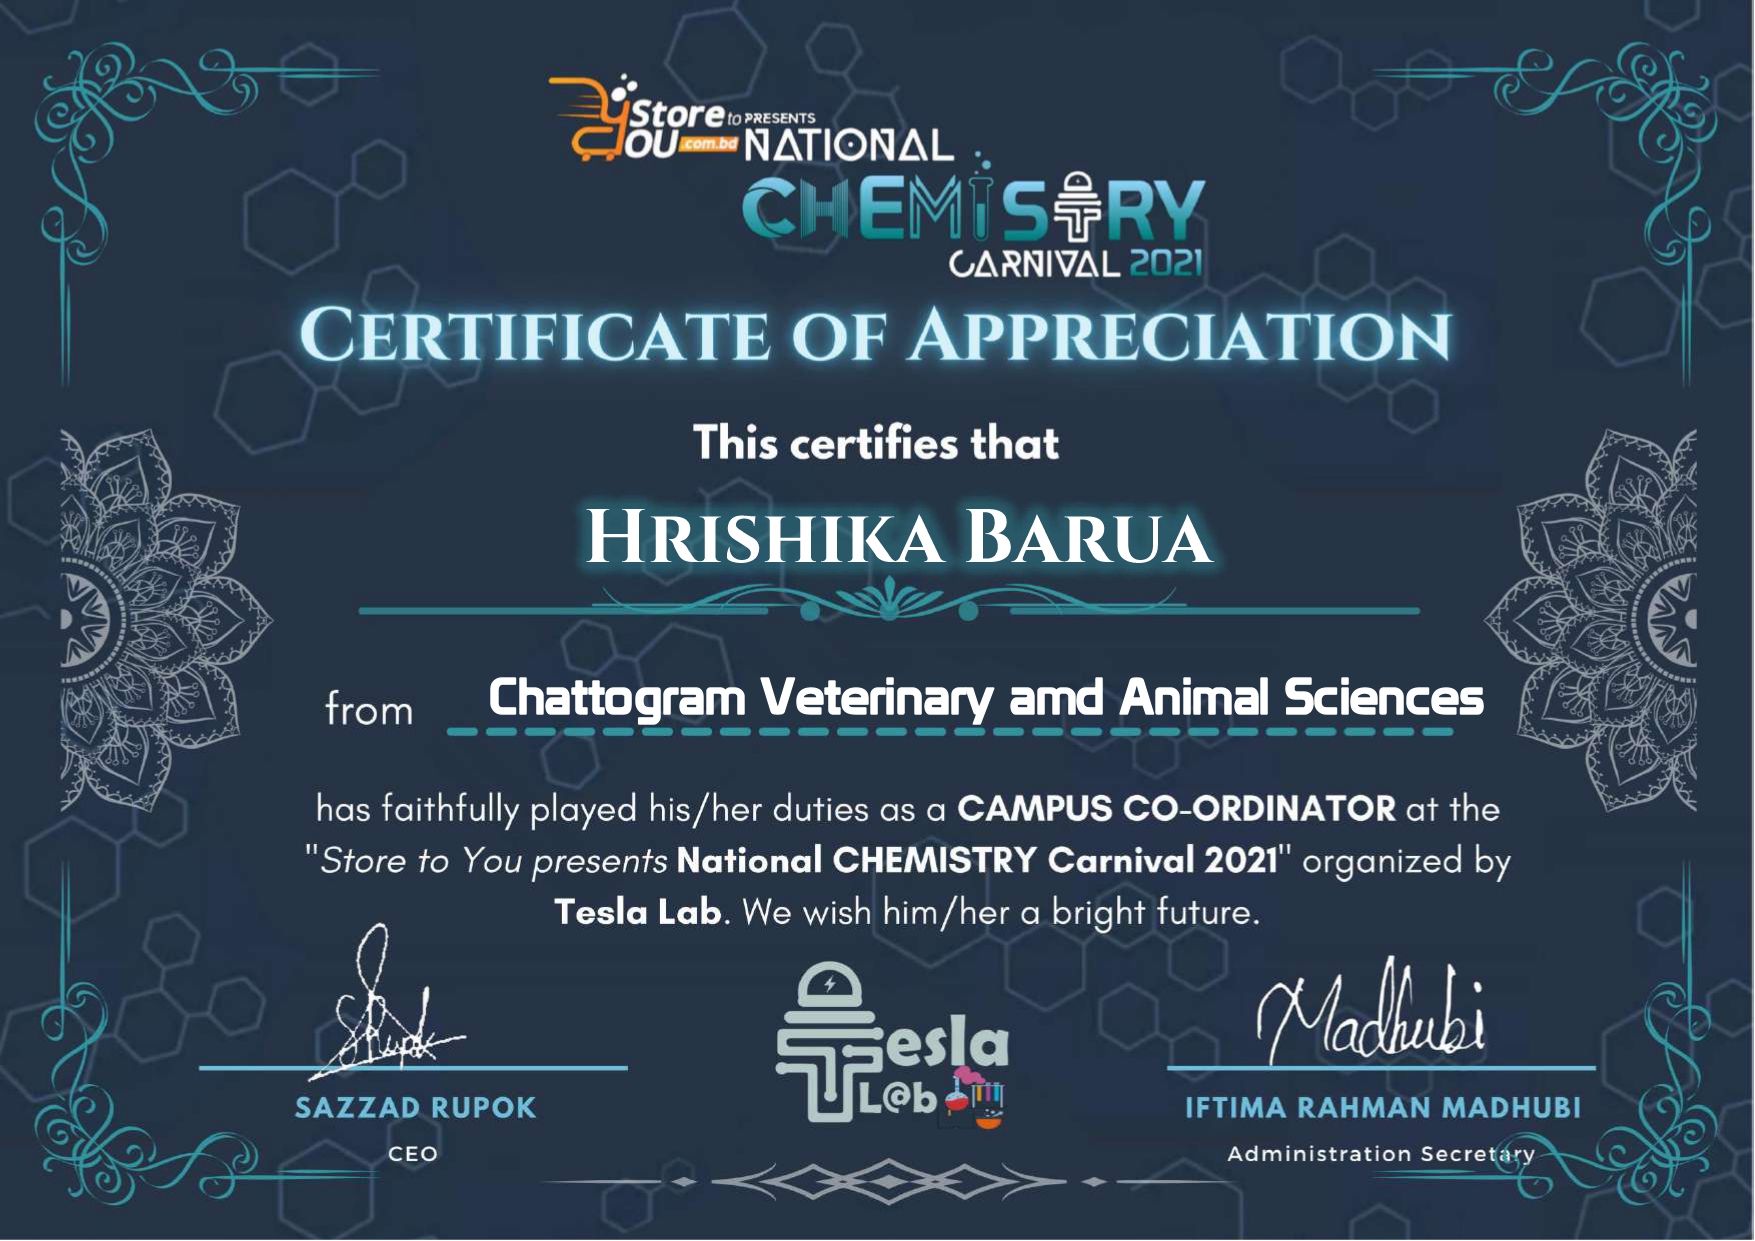 Store to PRESENTS
YOU .com.bd NATIONAL
CHEMISTRY
CARNIVAL 2021
CERTIFICATE OF APPRECIATION
This certifies that
HRISHIKA BARUA
from Chattogram Veterinary amd Animal Sciences
has faithfully played his/her duties as a CAMPUS CO-ORDINATOR at the
"Store to You presents National CHEMISTRY Carnival 2021" organized by
Tesla Lab. We wish him/her a bright future.
Rupok
Madhubi
Tesla
L@b
SAZZAD RUPOK
CEO
IFTIMA RAHMAN MADHUBI
Administration Secretary